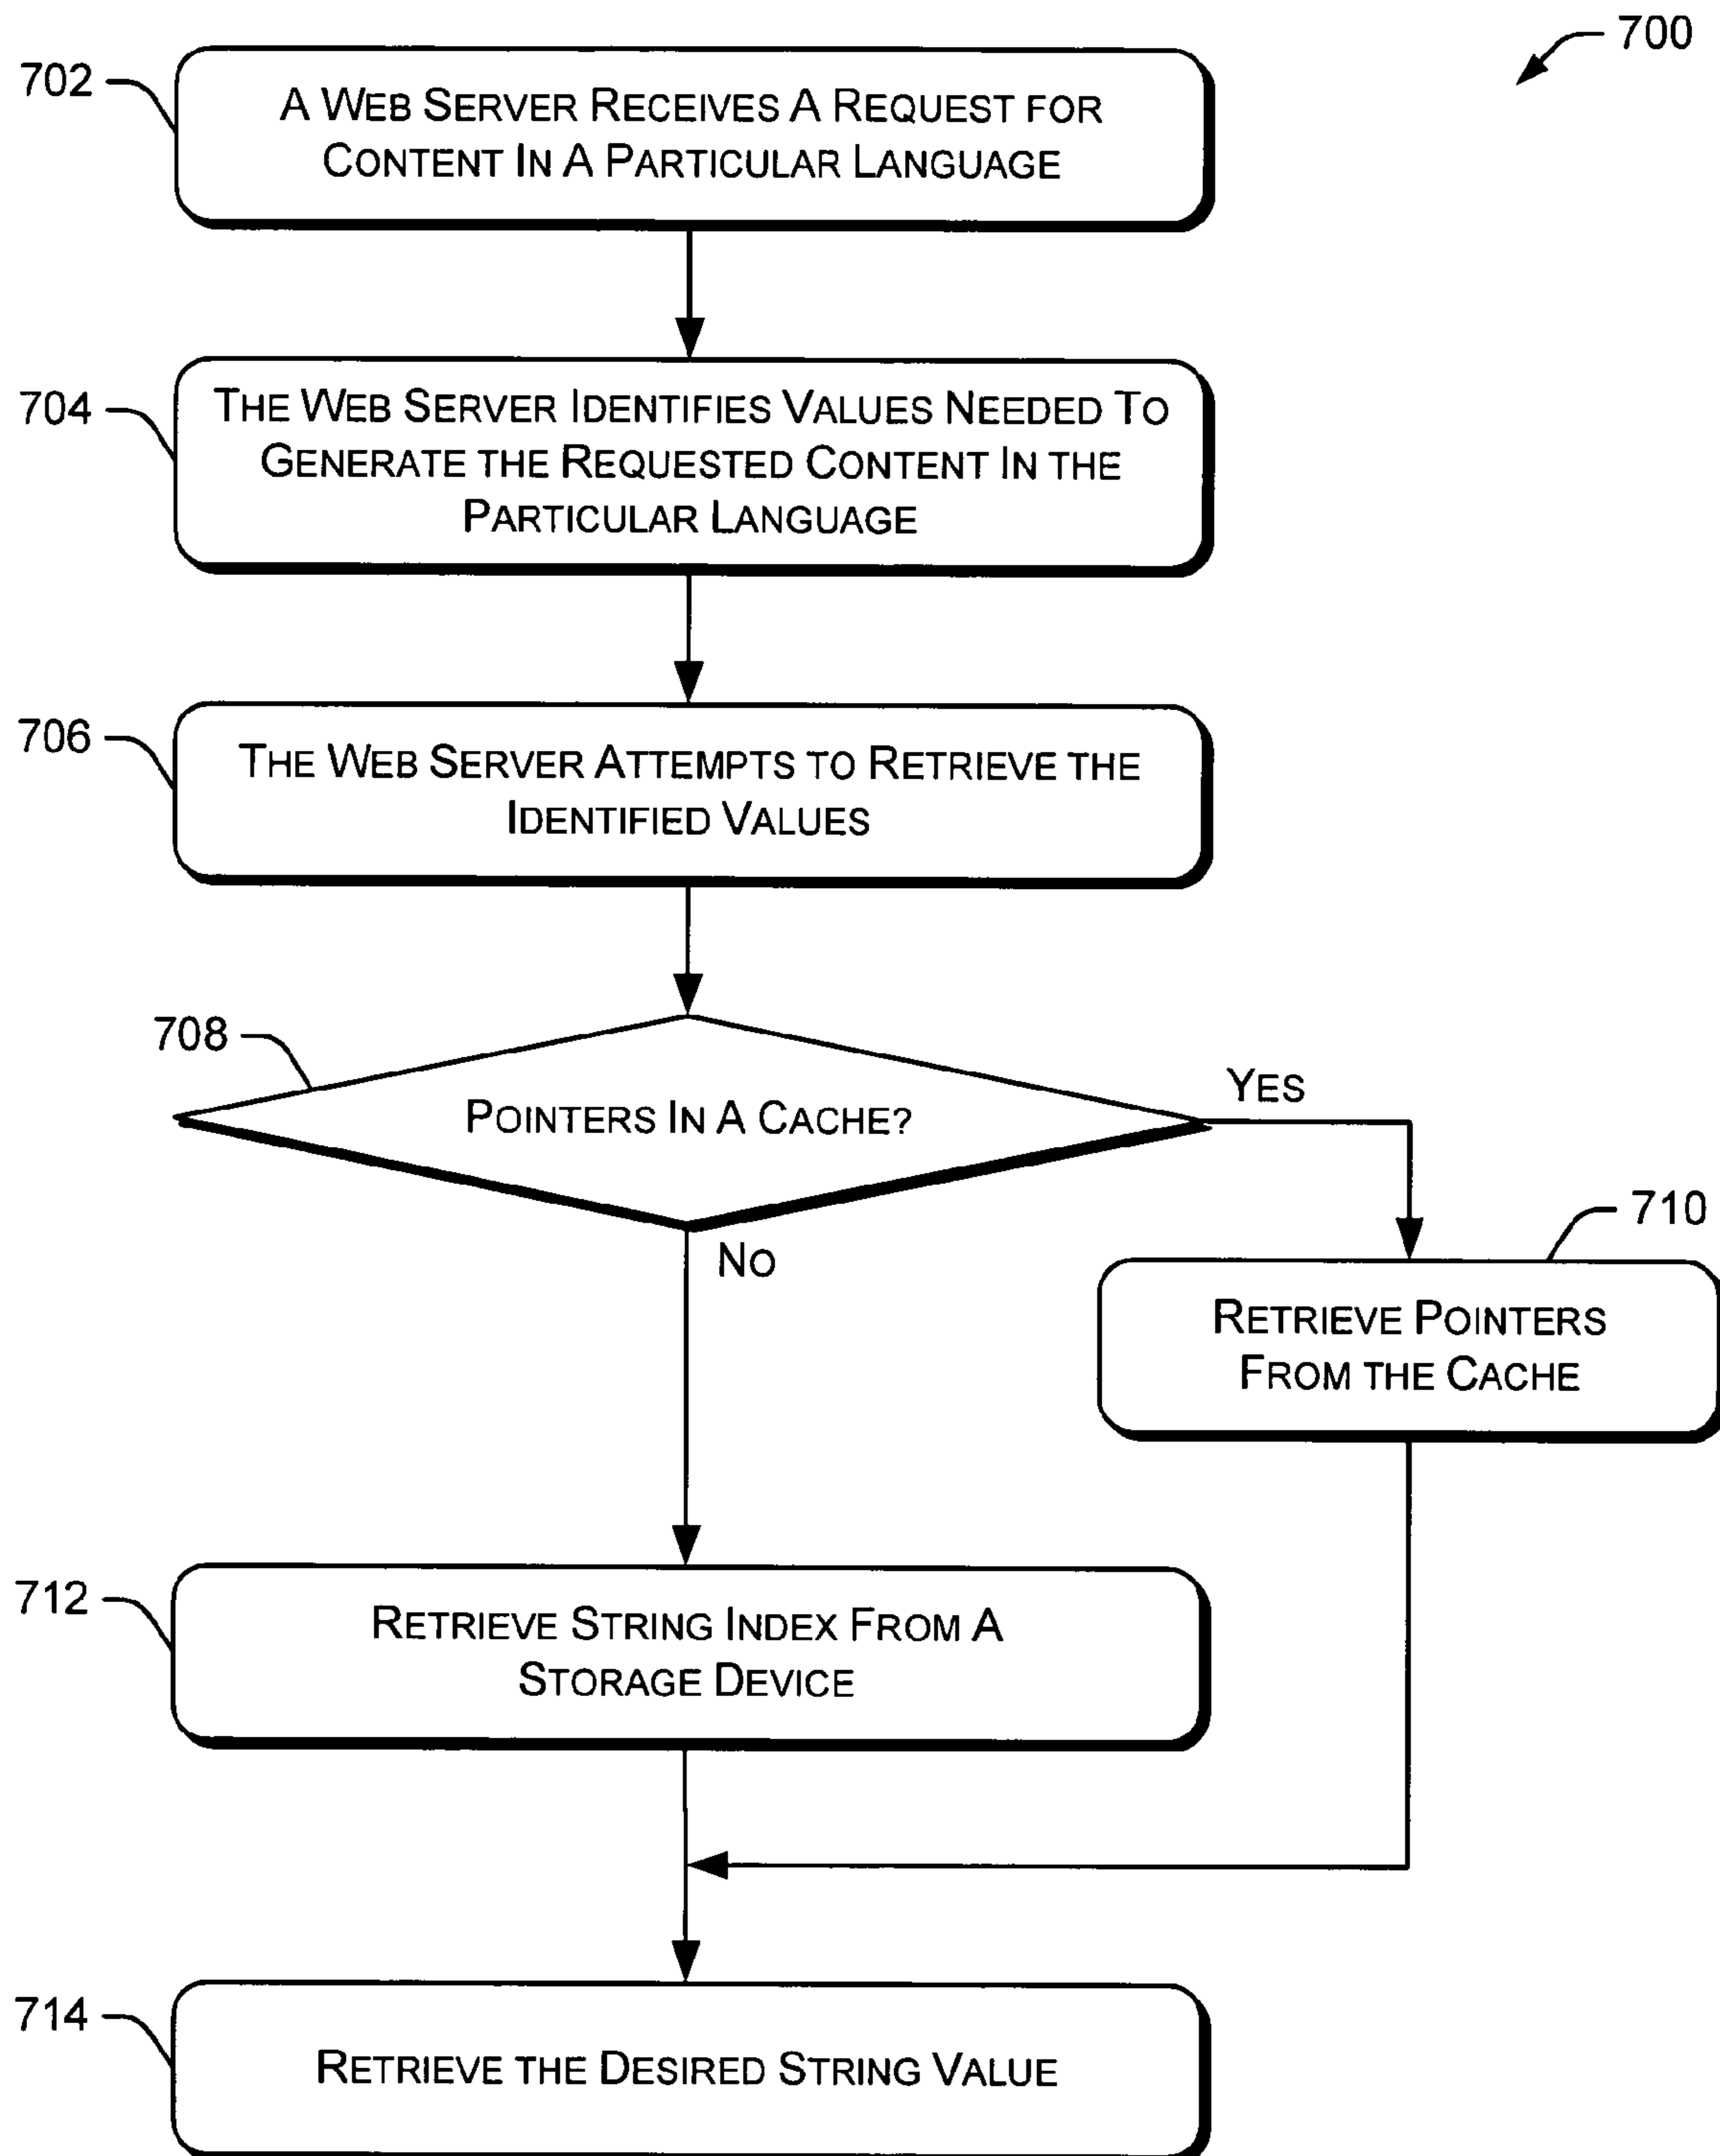 700
702
A WEB SERVER RECEIVES A REQUEST FOR
CONTENT IN A PARTICULAR LANGUAGE
704
THE WEB SERVER IDENTIFIES VALUES NEEDED TO
GENERATE THE REQUESTED CONTENT IN THE
PARTICULAR LANGUAGE
706
THE WEB SERVER ATTEMPTS TO RETRIEVE THE
IDENTIFIED VALUES
708
POINTERS IN A CACHE?
YES
NO
710
RETRIEVE POINTERS
FROM THE CACHE
712
RETRIEVE STRING INDEX FROM A
STORAGE DEVICE
714
RETRIEVE THE DESIRED STRING VALUE